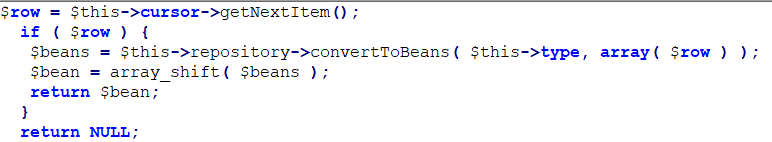 $row = $this->cursor->getNextItem();
if ( $row ) {
$beans = $this->repository->convertToBeans( $this->type, array( $row ) );
$bean = array_shift( $beans );
return $bean;
}
return NULL;